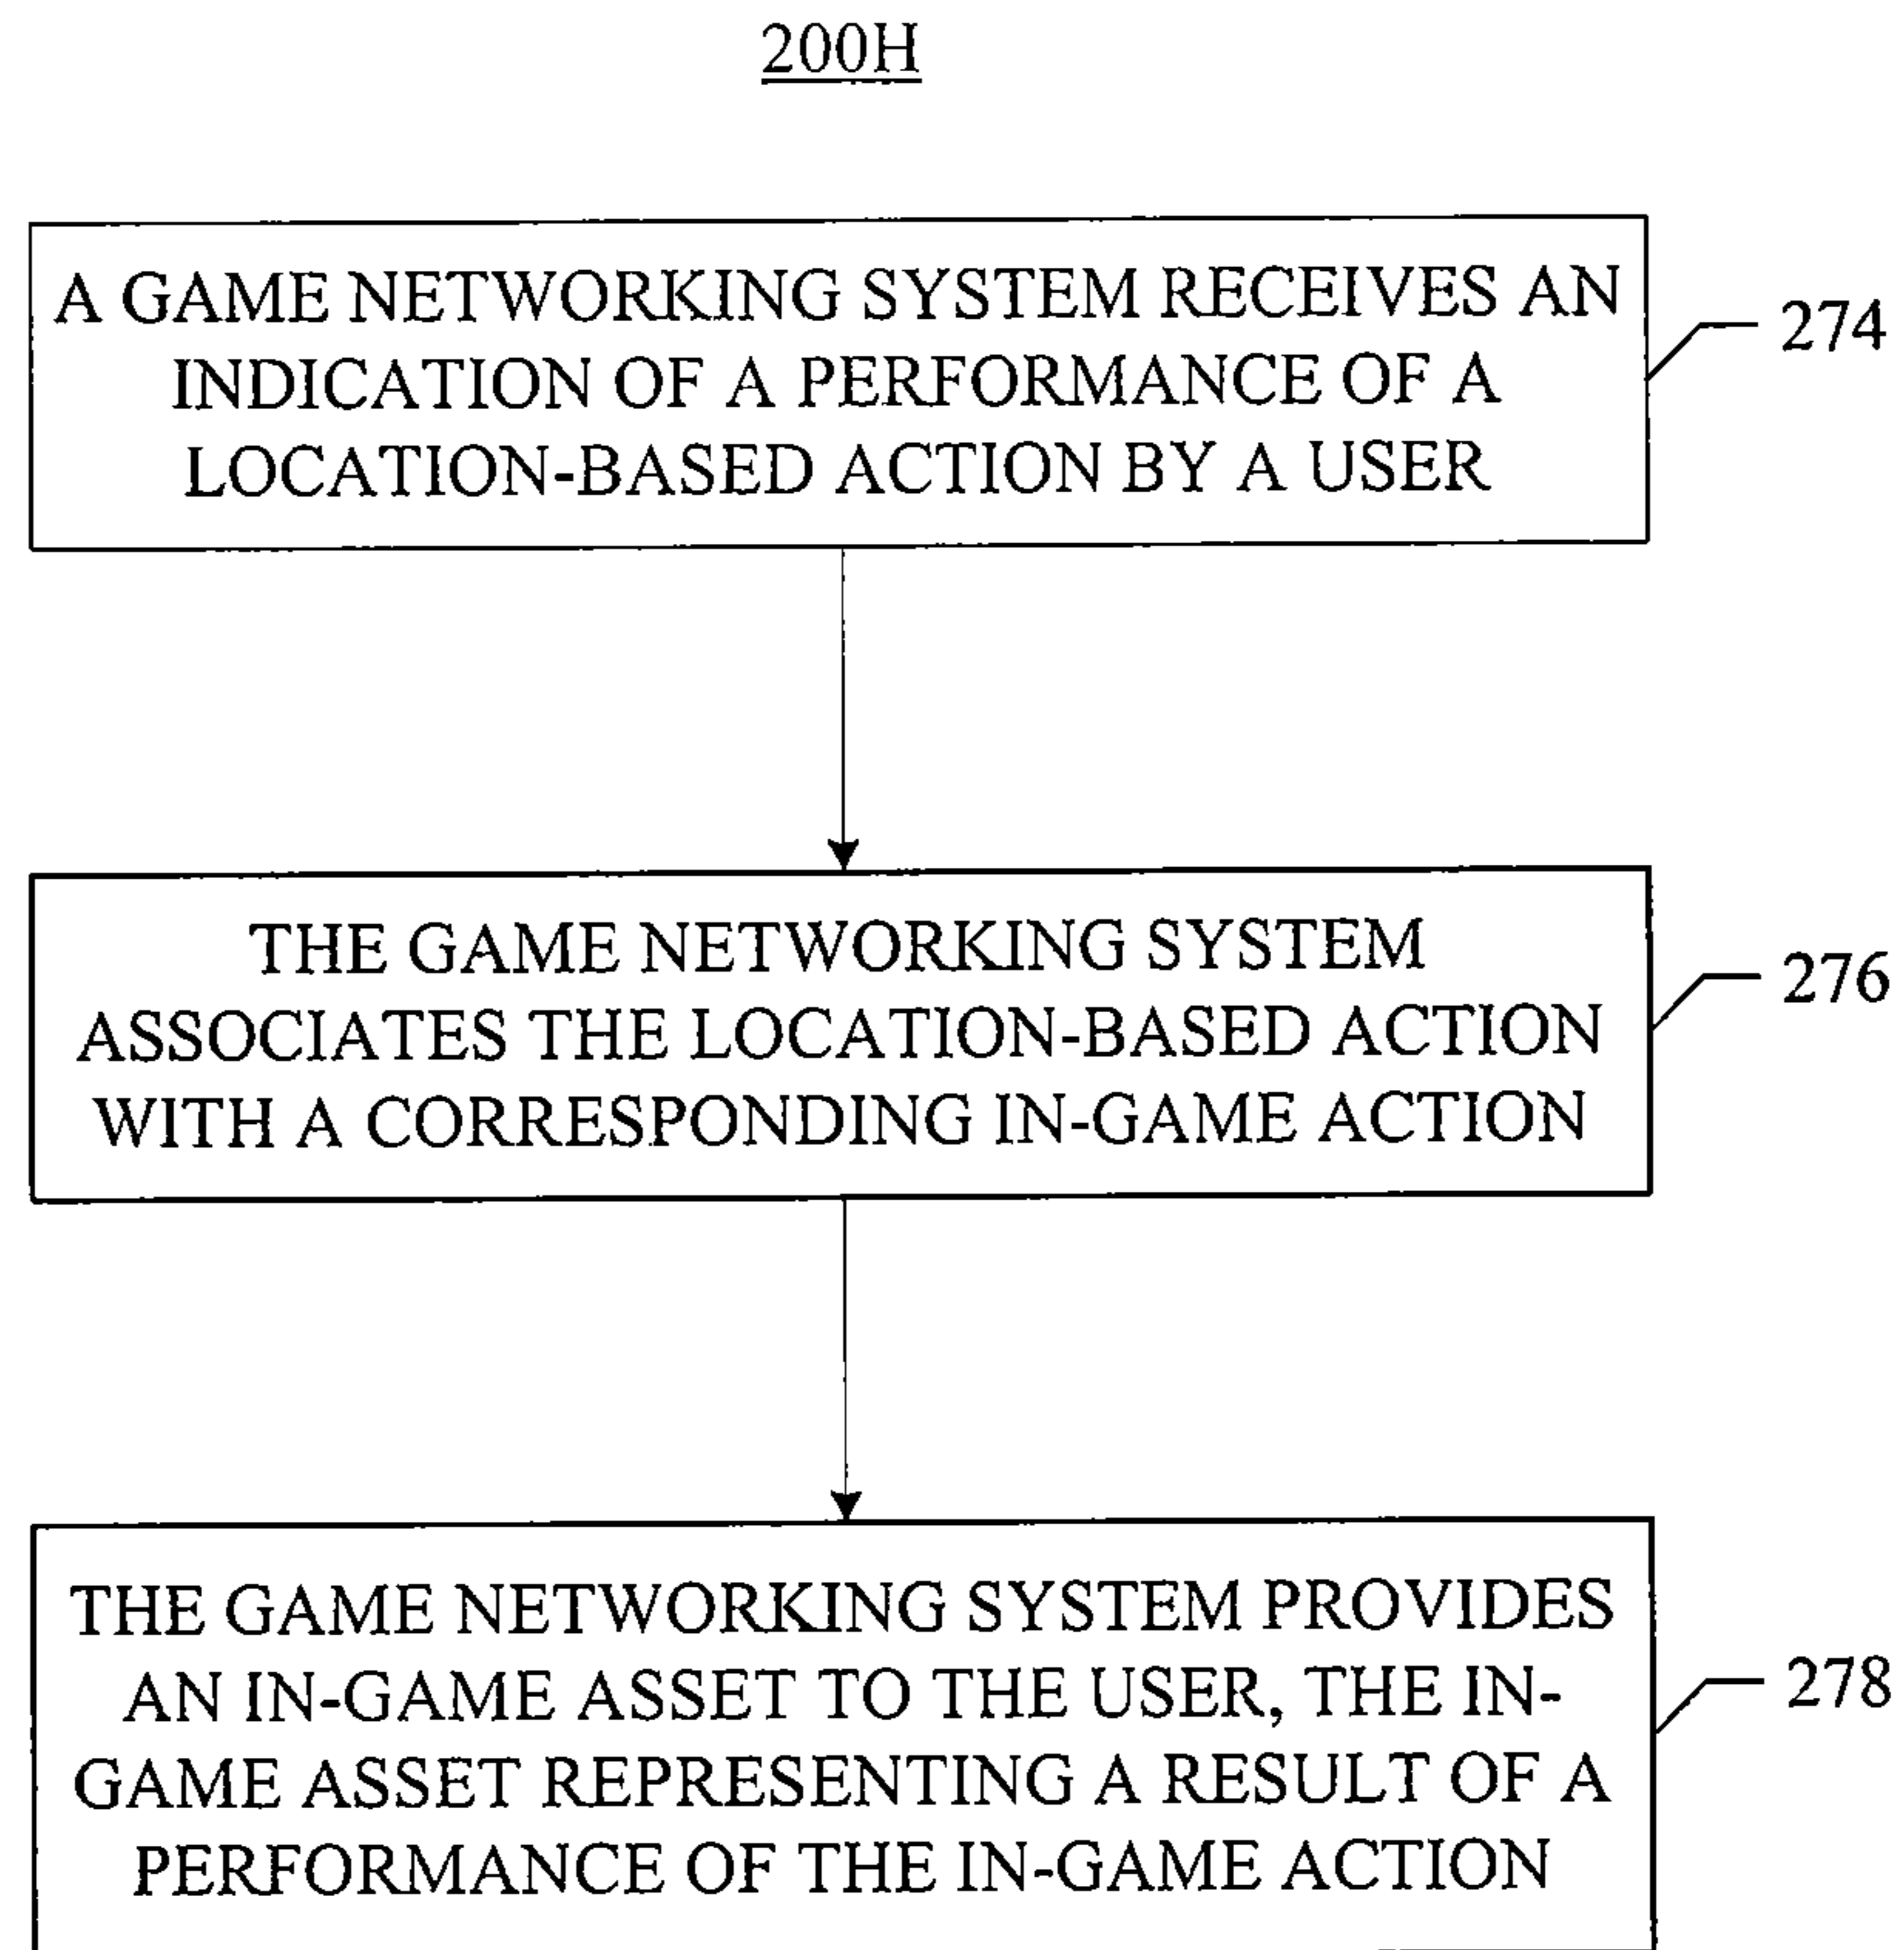 200H
A GAME NETWORKING SYSTEM RECEIVES AN
INDICATION OF A PERFORMANCE OF A
LOCATION-BASED ACTION BY A USER
274
THE GAME NETWORKING SYSTEM
ASSOCIATES THE LOCATION-BASED ACTION
WITH A CORRESPONDING IN-GAME ACTION
276
THE GAME NETWORKING SYSTEM PROVIDES
AN IN-GAME ASSET TO THE USER, THE IN-
GAME ASSET REPRESENTING A RESULT OF A
PERFORMANCE OF THE IN-GAME ACTION
278